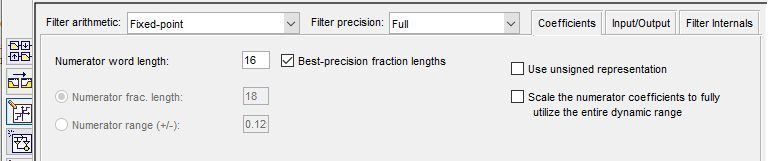 Filter arithmetic: Fixed-point Filter precision: Full Coefficients Input/Output Filter Internals
Numerator word length: 16 Best-precision fraction lengths
Use unsigned representation
Numerator frac. length: 18
Scale the numerator coefficients to fully
utilize the entire dynamic range
Numerator range (+/-): 0.12